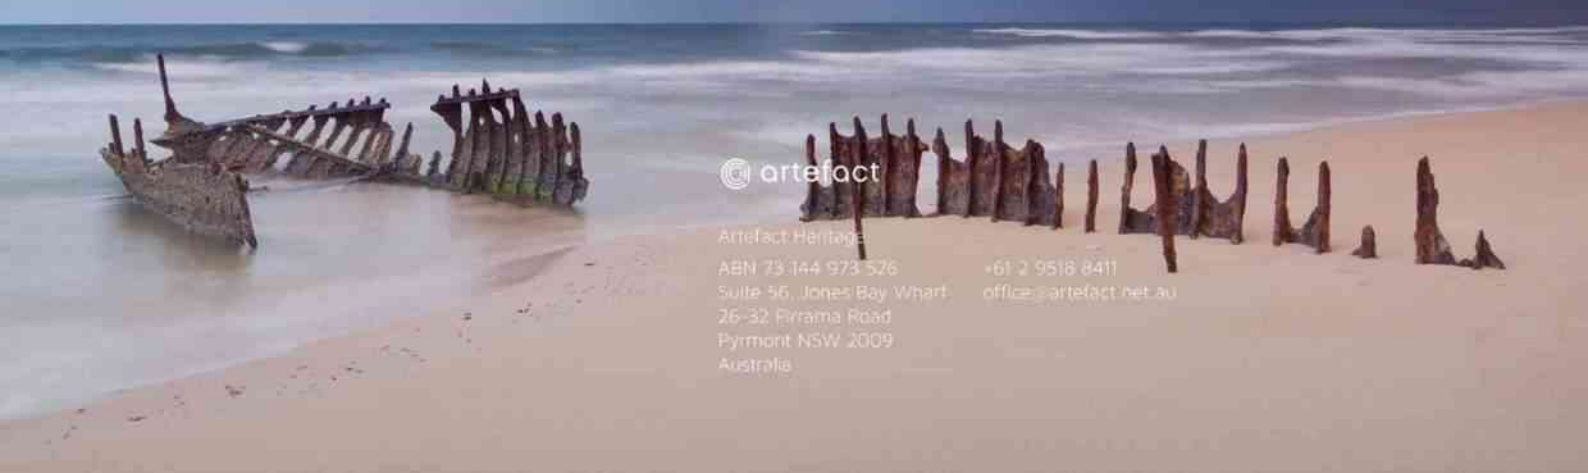 artefact
Artefact Heritage
ABN 73 144 973 526
Suite 56, Jones Bay Wharf
26-32 Pirrama Road
Pyrmont NSW 2009
Australia
+61 2 9518 8411
office@artefact.net.au